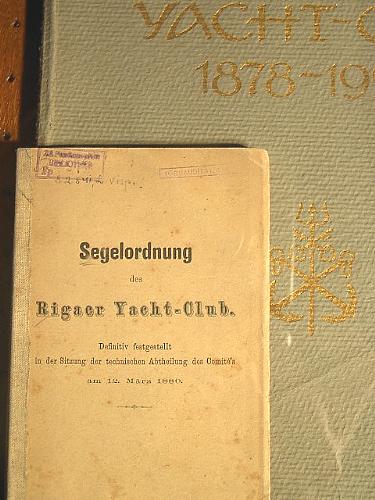 YACHT-C
1878-19
BIBLIOTHEK
Segelordnung
des
Rigaer Yacht-Club.
Definitiv festgestellt
in der Sitzung der technischen Abtheilung des Comité's
am 12. März 1880.